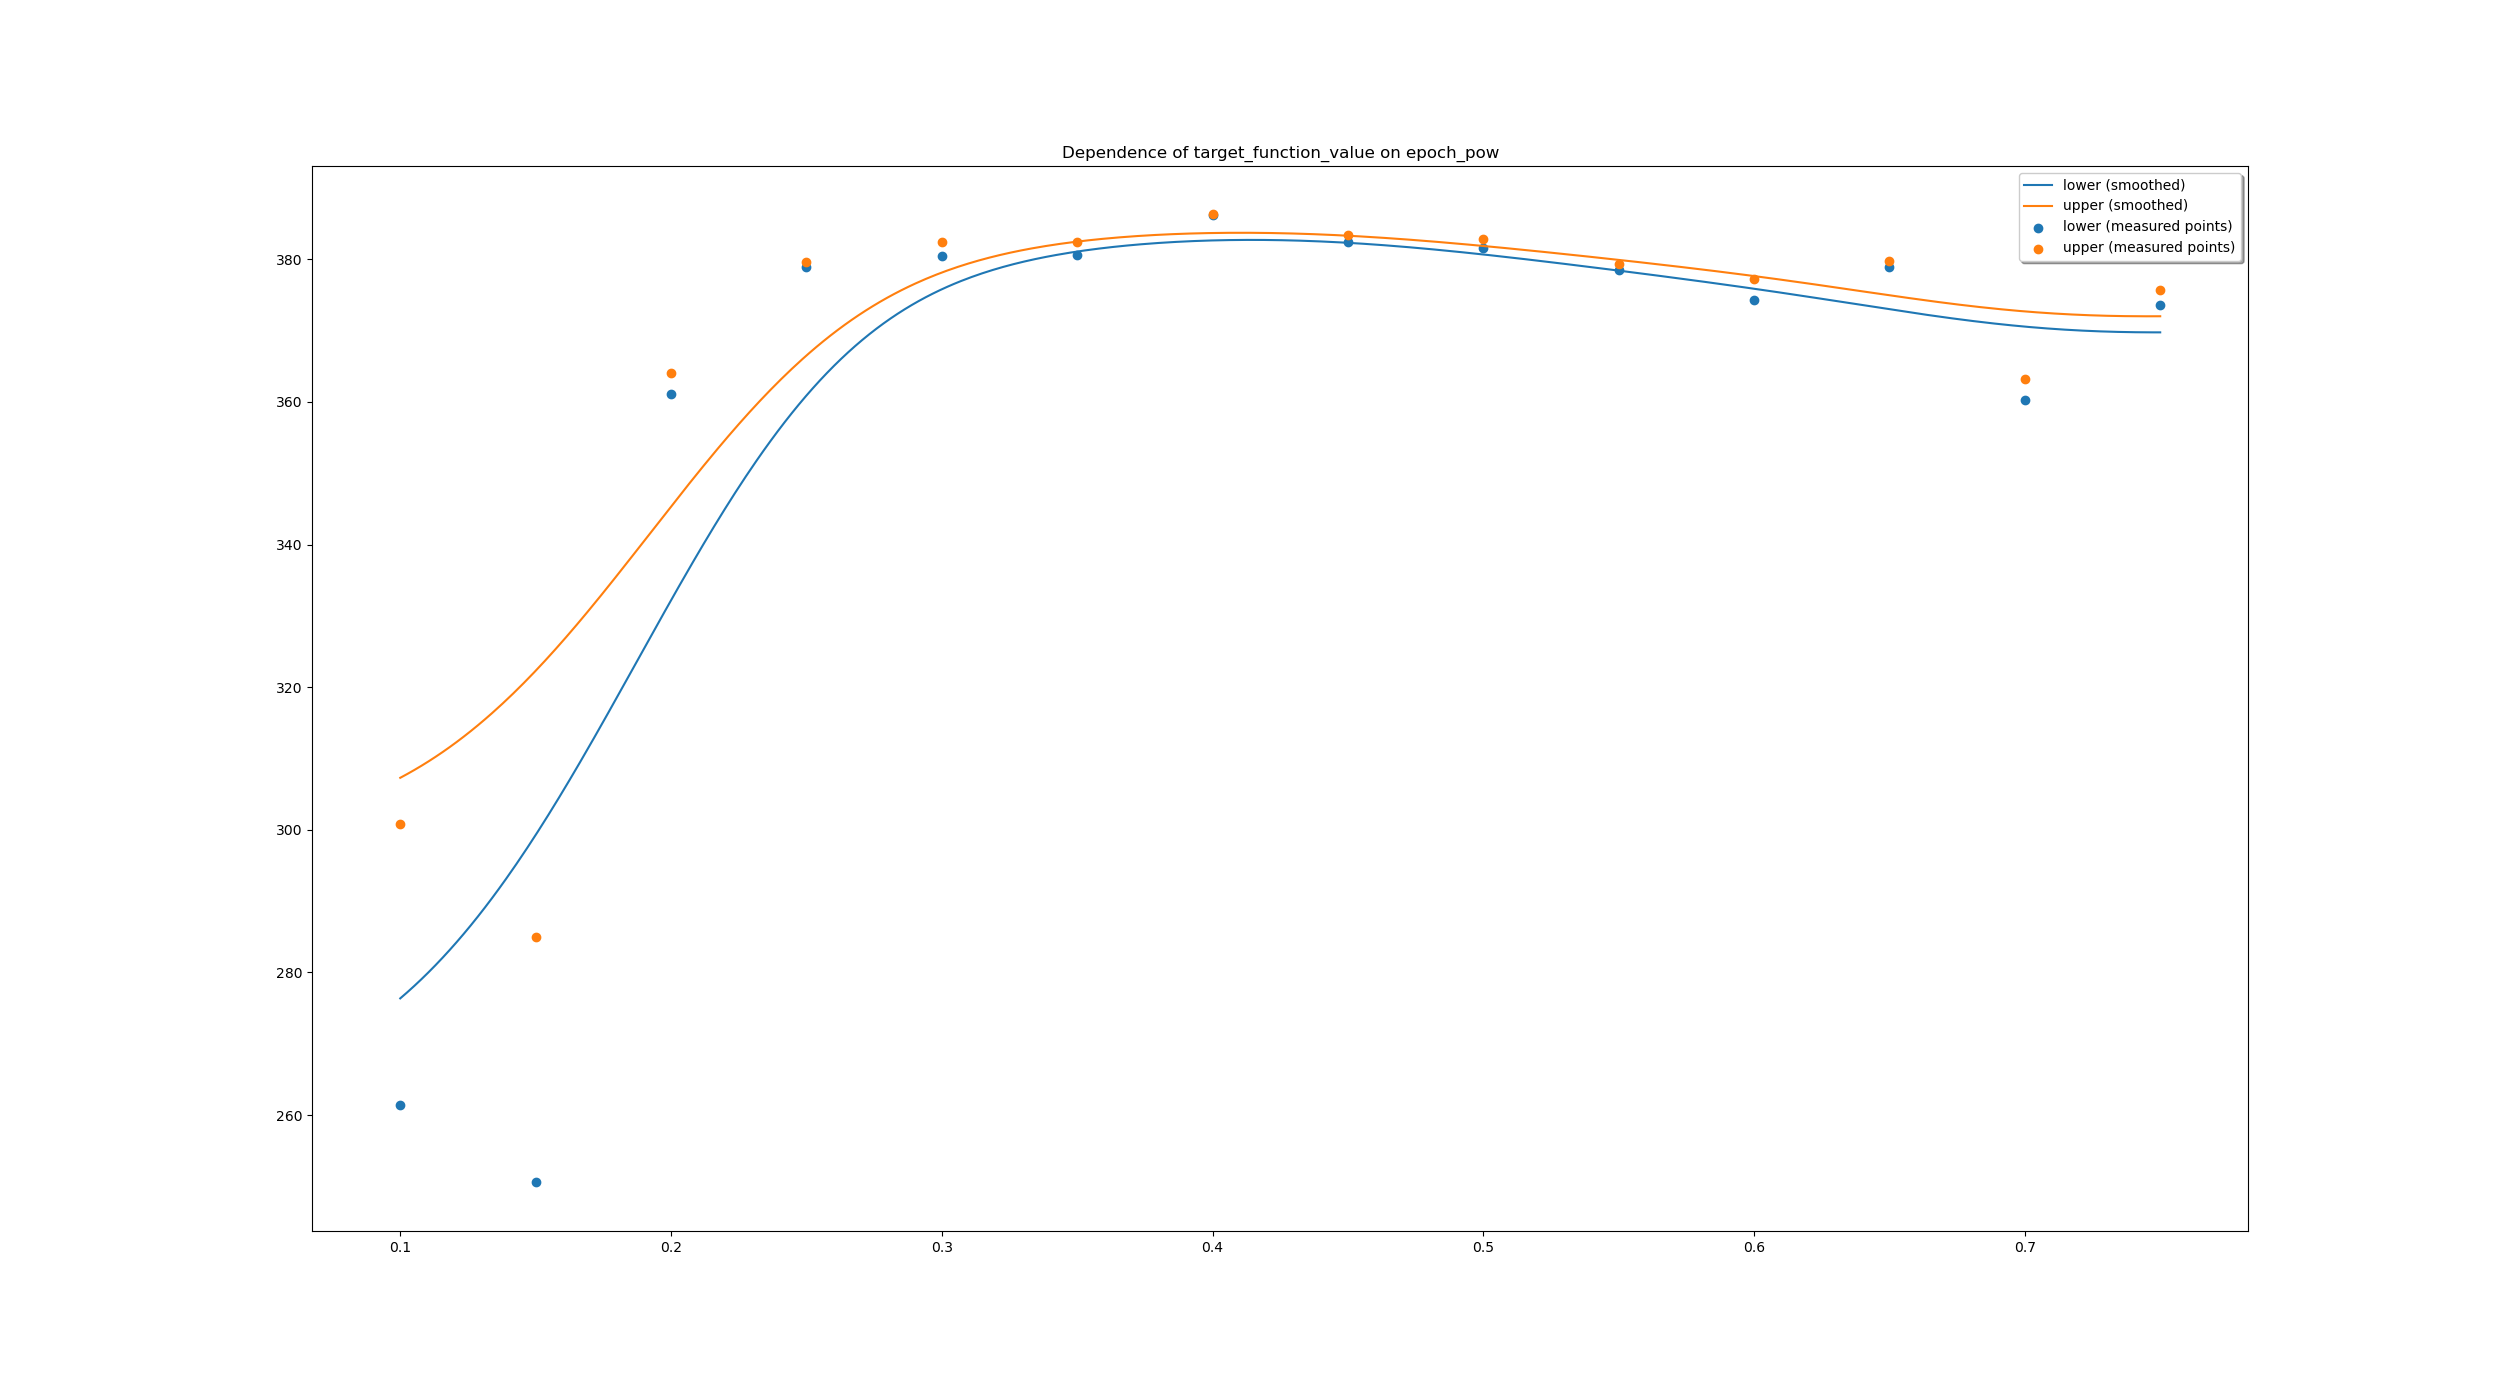 Dependence of target_function_value on epoch_pow
lower (smoothed)
upper (smoothed)
lower (measured points)
upper (measured points)
380
360
340
320
300
280
260
0.1 0.2 0.3 0.4 0.5 0.6 0.7